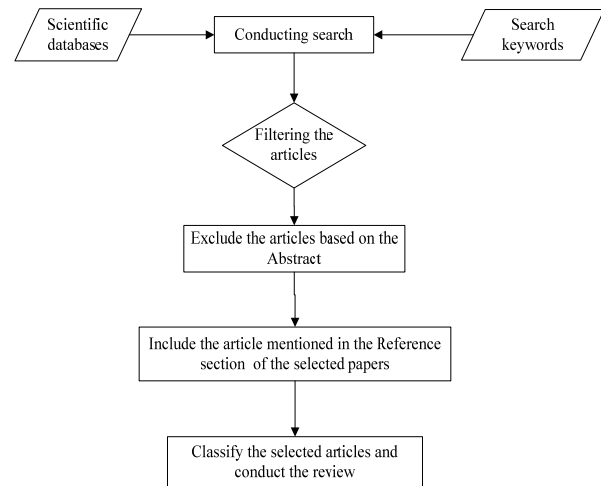 Scientific
databases
Conducting search
Search
keywords
Filtering the
articles
Exclude the articles based on the
Abstract
Include the article mentioned in the Reference
section of the selected papers
Classify the selected articles and
conduct the review